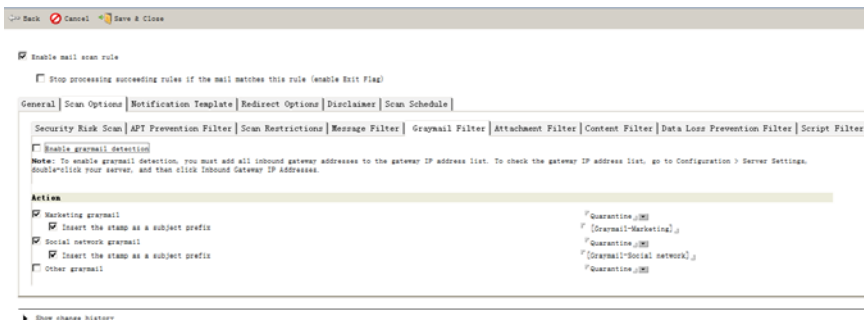 Back Cancel Save & Close
Enable mail scan rule
Stop processing succeeding rules if the mail matches this rule (enable Exit Flag)
General Scan Options Notification Template Redirect Options Disclaimer Scan Schedule
Security Risk Scan APT Prevention Filter Scan Restrictions Message Filter Graymail Filter Attachment Filter Content Filter Data Loss Prevention Filter Script Filter
Enable graymail detection
Note: To enable graymail detection, you must add all inbound gateway addresses to the gateway IP address list. To check the gateway IP address list, go to Configuration > Server Settings,
double-click your server, and then click Inbound Gateway IP Addresses.
Action
Marketing graymail Quarantine
Insert the stamp as a subject prefix [Graymail-Marketing]
Social network graymail Quarantine
Insert the stamp as a subject prefix [Graymail-Social network]
Other graymail Quarantine
Show change history